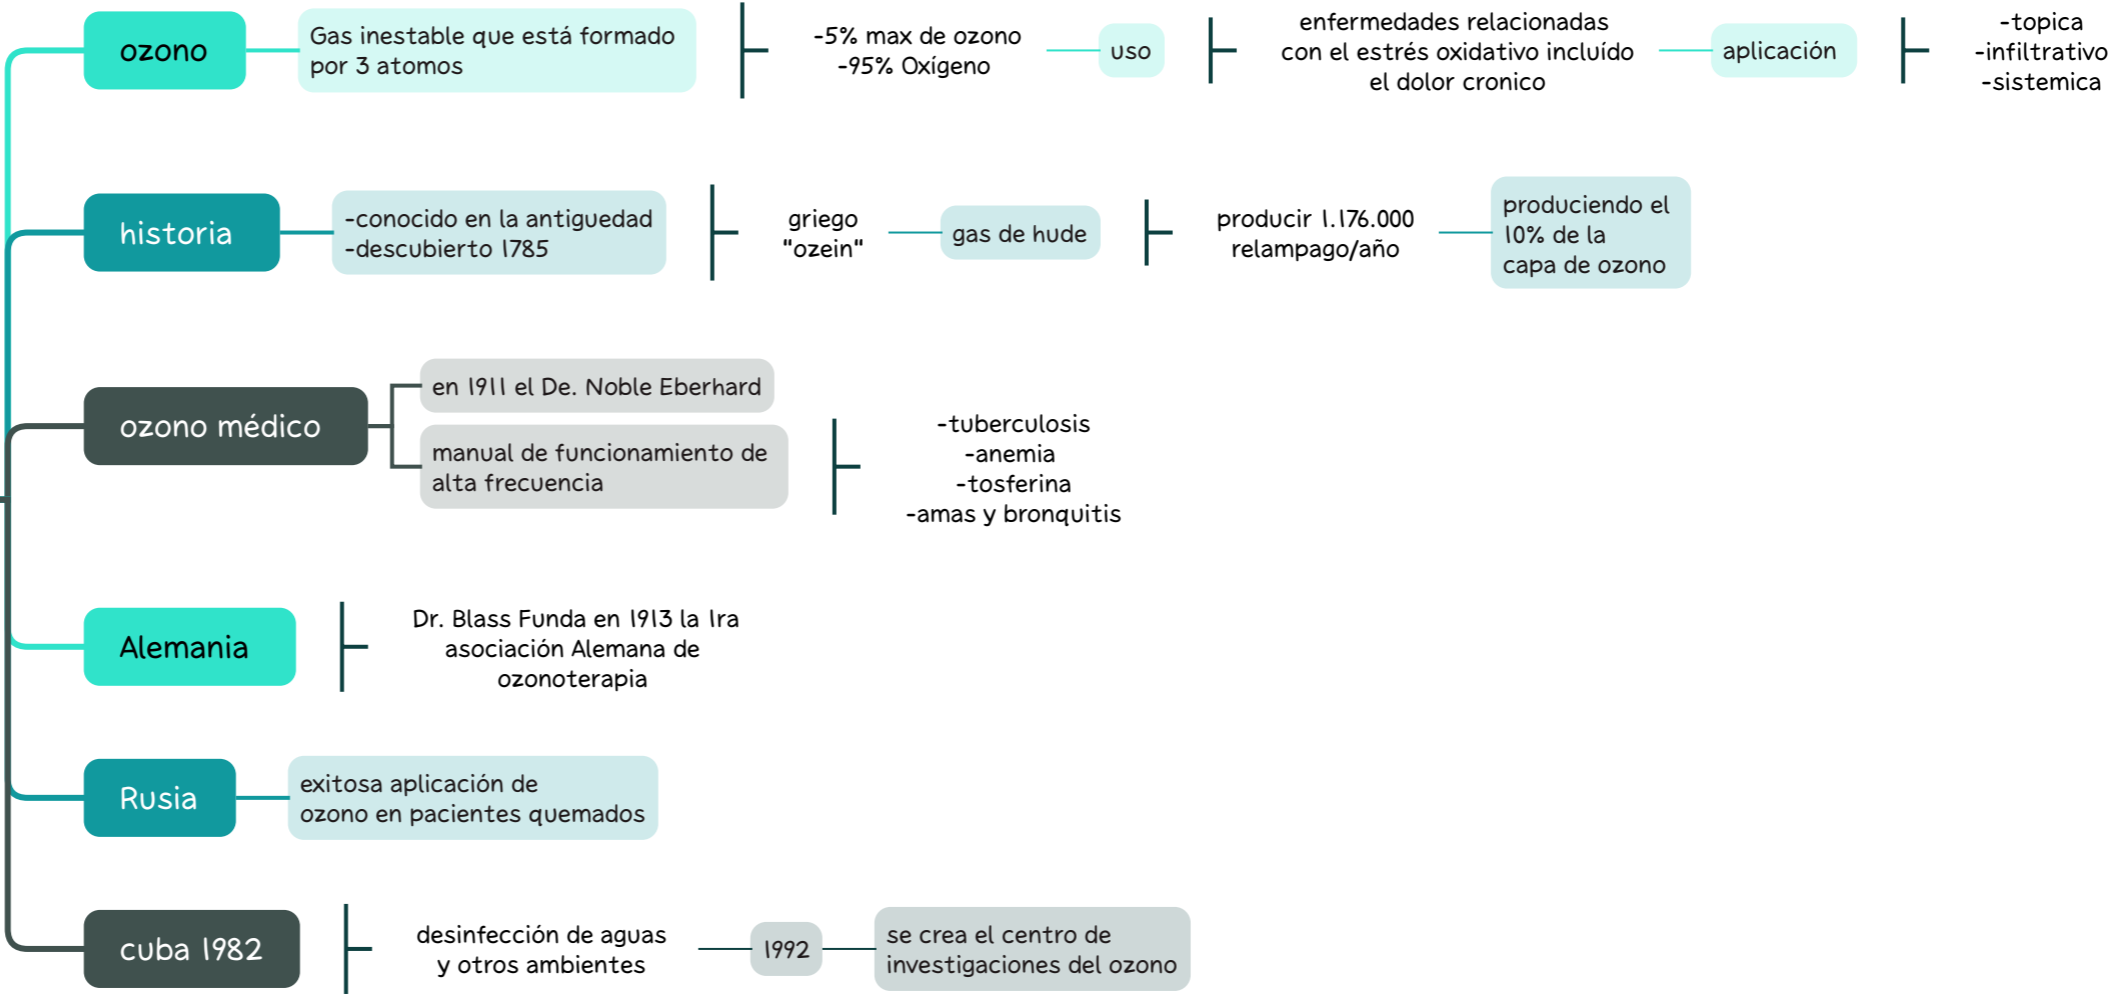 ozono
Gas inestable que está formado
por 3 atomos
-5% max de ozono
-95% Oxígeno
uso
enfermedades relacionadas
con el estrés oxidativo incluído
el dolor cronico
aplicación
-topica
-infiltrativo
-sistemica
historia
-conocido en la antiguedad
-descubierto 1785
griego
"ozein"
gas de hude
producir 1.176.000
relampago/año
produciendo el
10% de la
capa de ozono
ozono médico
en 1911 el De. Noble Eberhard
manual de funcionamiento de
alta frecuencia
-tuberculosis
-anemia
-tosferina
-amas y bronquitis
Alemania
Dr. Blass Funda en 1913 la 1ra
asociación Alemana de
ozonoterapia
Rusia
exitosa aplicación de
ozono en pacientes quemados
cuba 1982
desinfección de aguas
y otros ambientes
1992
se crea el centro de
investigaciones del ozono